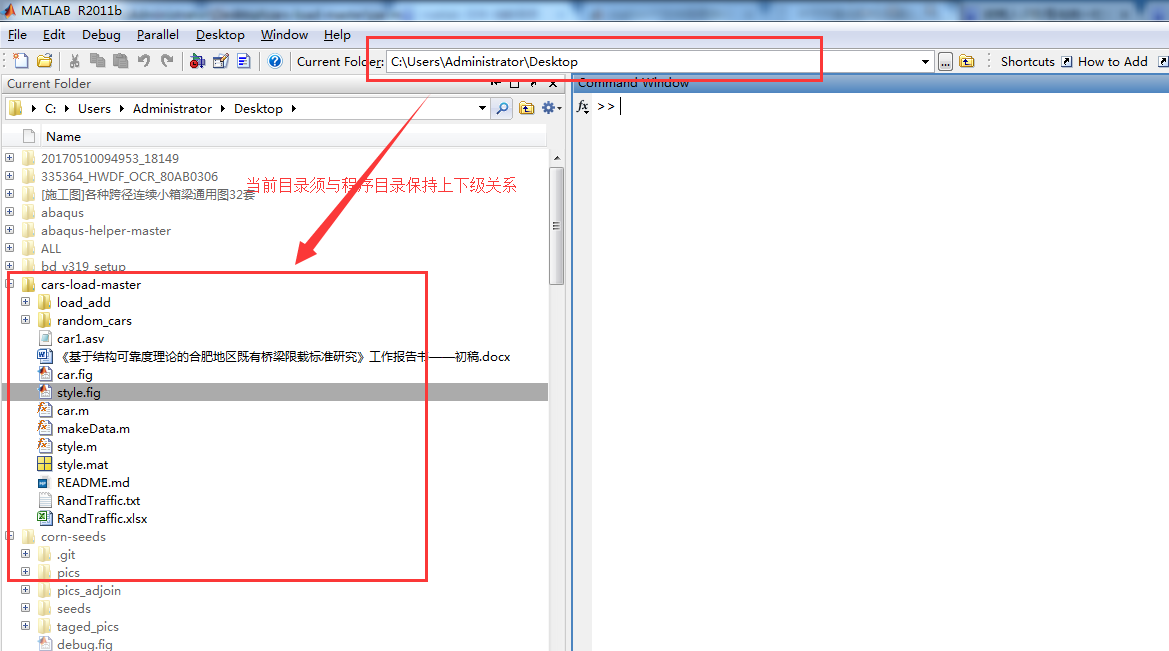 MATLAB R2011b
File Edit Debug Parallel Desktop Window Help
Current Folder: C:\Users\Administrator\Desktop ... Shortcuts How to Add
Current Folder
Command Window
C: Users Administrator Desktop
fx >>
Name
20170510094953_18149
335364_HWDF_OCR_80AB0306
当前目录须与程序目录保持上下级关系
[施工图]各种跨径连续小箱梁通用图32套
abaqus
abaqus-helper-master
ALL
bd_v319_setup
cars-load-master
load_add
random_cars
car1.asv
《基于结构可靠度理论的合肥地区既有桥梁限载标准研究》工作报告书——初稿.docx
car.fig
style.fig
car.m
makeData.m
style.m
style.mat
README.md
RandTraffic.txt
RandTraffic.xlsx
corn-seeds
.git
pics
pics_adjoin
seeds
taged_pics
debug.fig